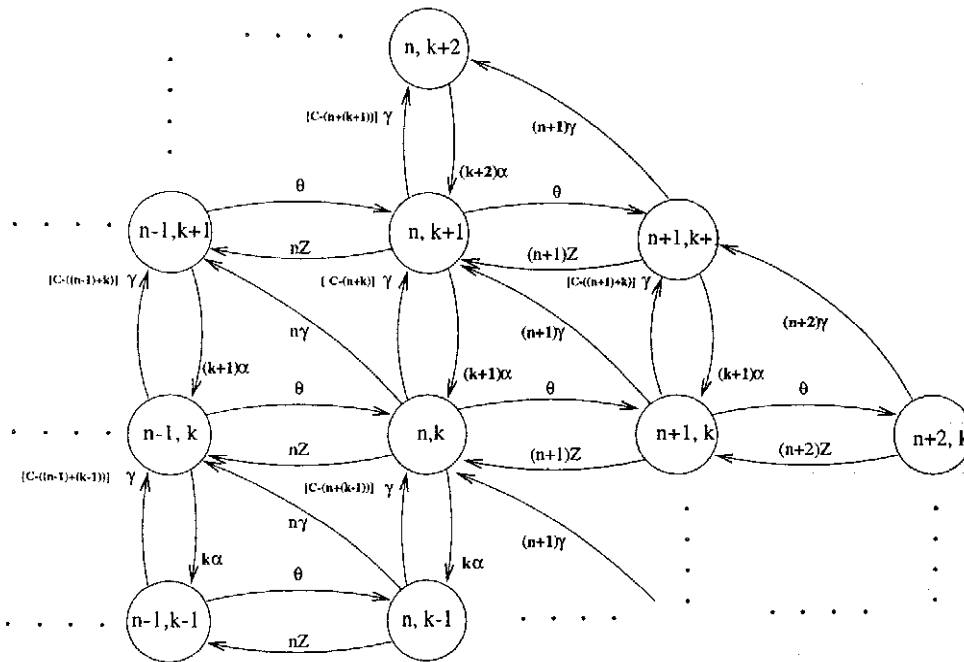 n, k+2
[C-(n+(k+1))] γ
(n+1)γ
(k+2)α
θ
θ
n-1,k+1
n, k+1
n+1,k+
nZ
(n+1)Z
[C-((n-1)+k)] γ
[ C-(n+k)] γ
[C-((n+1)+k)] γ
nγ
(n+1)γ
(n+2)γ
(k+1)α
(k+1)α
(k+1)α
θ
θ
θ
n-1, k
n,k
n+1, k
n+2, k
nZ
(n+1)Z
(n+2)Z
[C-((n-1)+(k-1))] γ
[C-(n+(k-1))] γ
nγ
(n+1)γ
kα
kα
θ
n-1,k-1
n, k-1
nZ